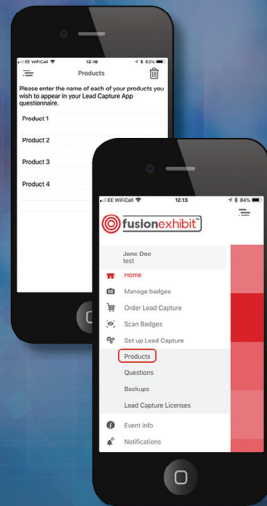 EE WiFiCall 12:16 83%
Products
Please enter the name of each of your products you
wish to appear in your Lead Capture App
questionnaire.
Product 1
Product 2
Product 3
Product 4
EE WiFiCall 12:13 84%
fusionexhibit™
Jane Doe
test
Home
Manage badges
Order Lead Capture
Scan Badges
Set up Lead Capture
Products
Questions
Backups
Lead Capture Licenses
Event info
Notifications